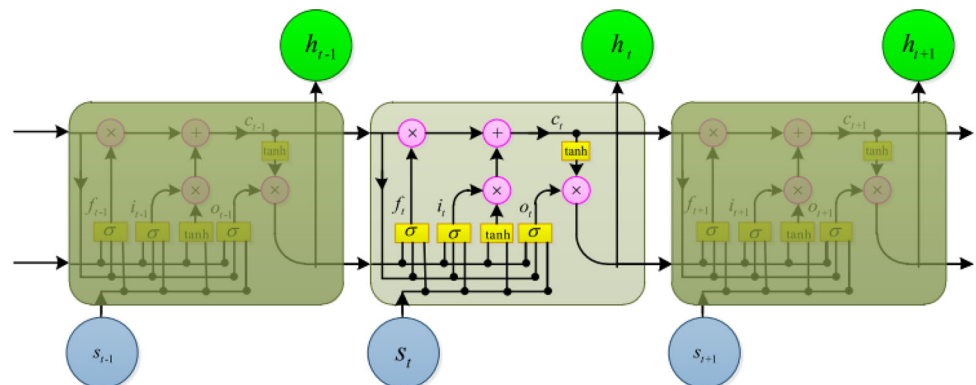 h_{t-1} h_t h_{t+1}
c_{t-1} c_t c_{t+1}
× + × + × +
tanh tanh tanh
× × × × × ×
f_{t-1} i_{t-1} o_{t-1} f_t i_t o_t f_{t+1} i_{t+1} o_{t+1}
σ σ tanh σ σ σ tanh σ σ σ tanh σ
s_{t-1} s_t s_{t+1}